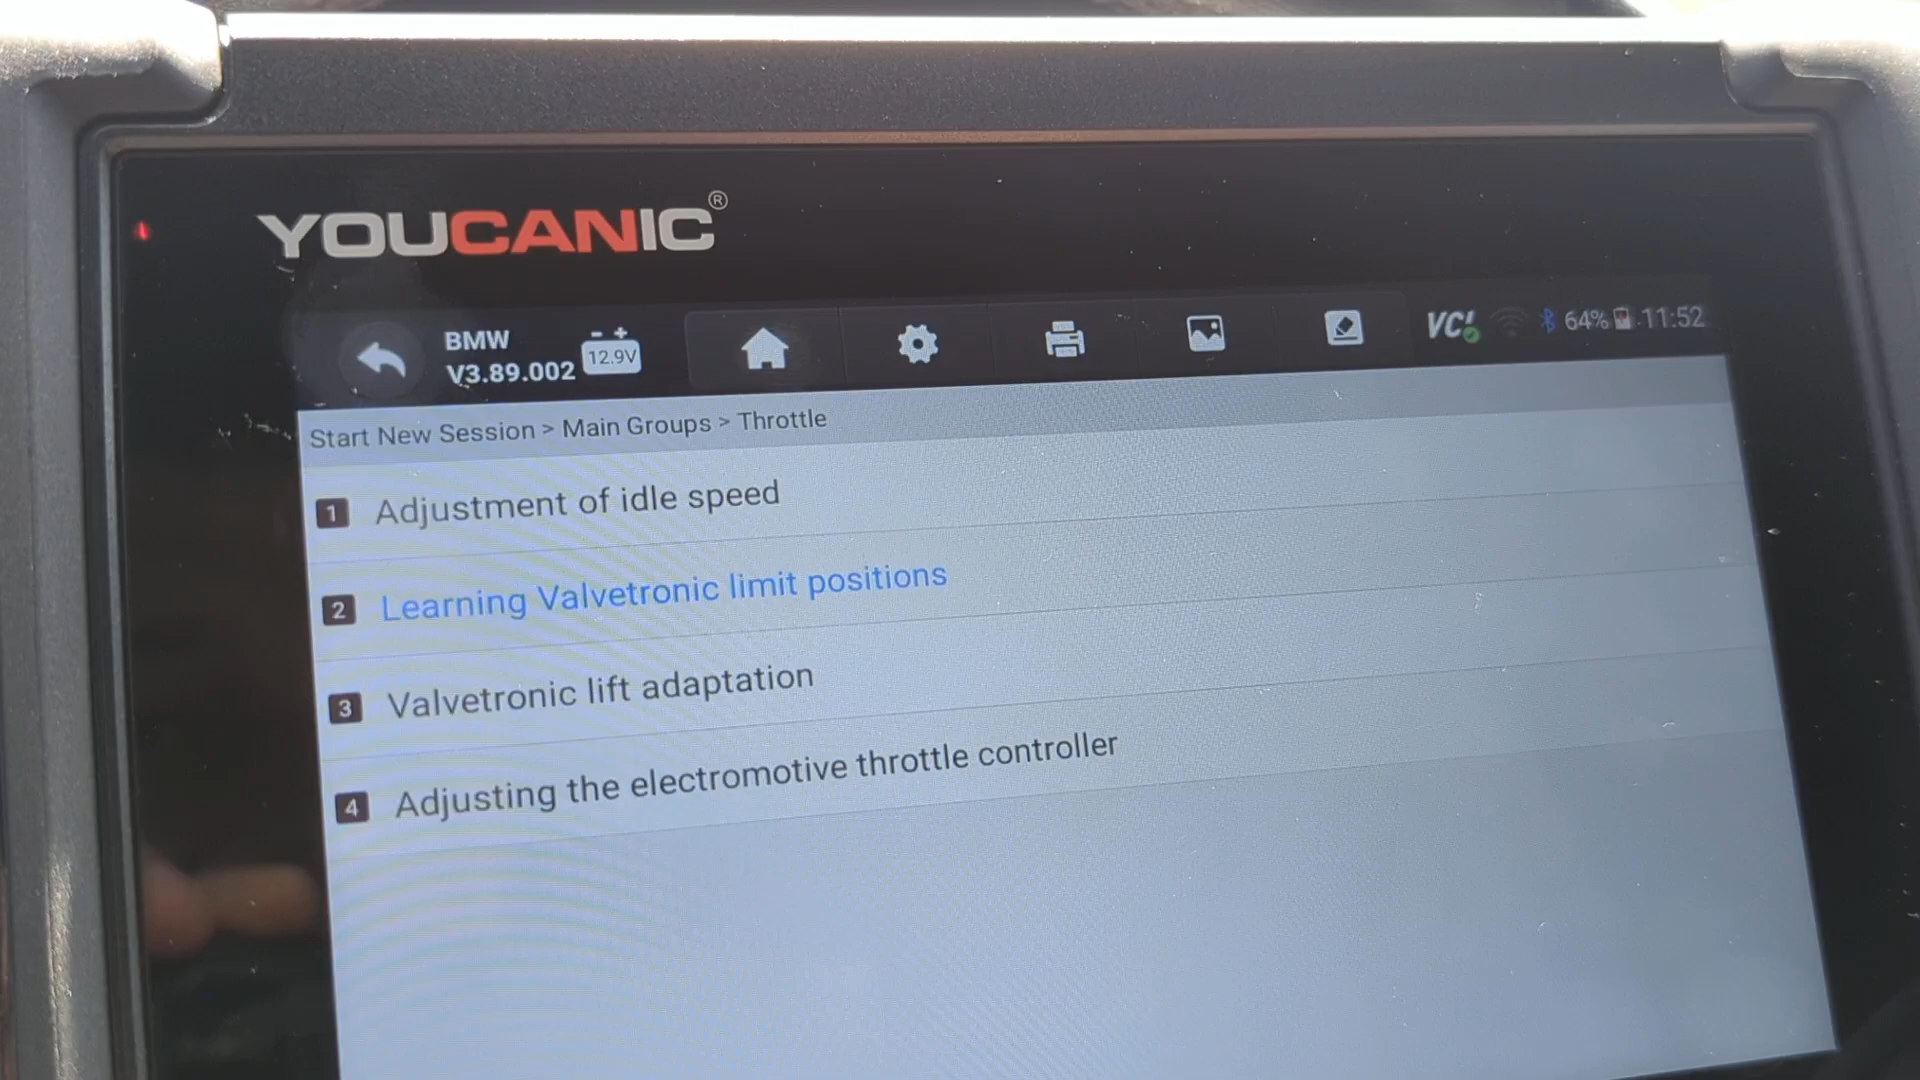 YOUCANIC®
BMW
V3.89.002
- +
12.9V
VCI
64%
11:52
Start New Session > Main Groups > Throttle
1 Adjustment of idle speed
2 Learning Valvetronic limit positions
3 Valvetronic lift adaptation
4 Adjusting the electromotive throttle controller